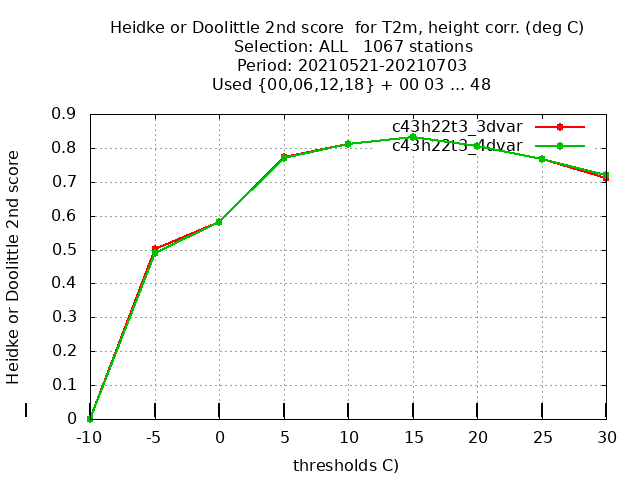 Heidke or Doolittle 2nd score  for T2m, height corr. (deg C)
Selection: ALL   1067 stations
Period: 20210521-20210703
Used {00,06,12,18} + 00 03 ... 48
c43h22t3_3dvar
c43h22t3_4dvar
Heidke or Doolittle 2nd score
0.9
0.8
0.7
0.6
0.5
0.4
0.3
0.2
0.1
0
-10 -5 0 5 10 15 20 25 30
thresholds C)